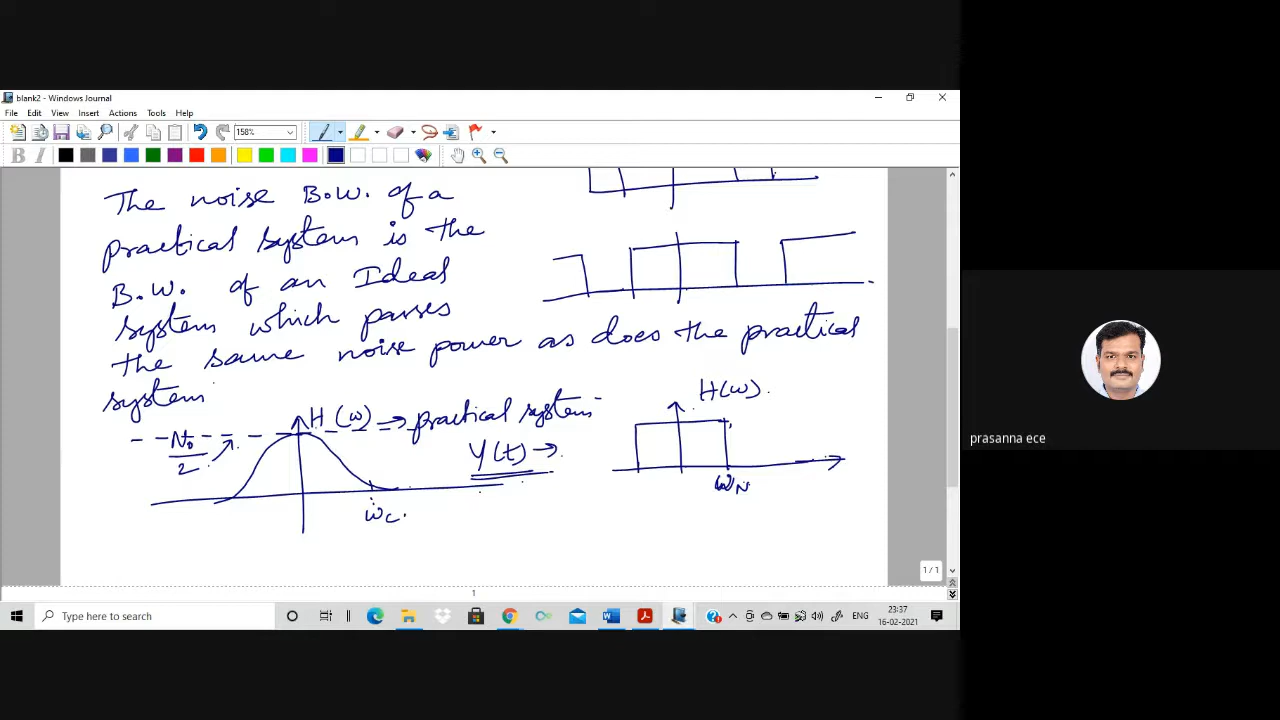 blank2 - Windows Journal
File Edit View Insert Actions Tools Help
158%
B I
The noise B.W. of a
practical system is the
B.W. of an Ideal
system which passes
the same noise power as does the practical
system
H(ω) => practical system
H(ω).
N0/2
Y(t) →
ωc.
ωN
1 / 1
1
prasanna ece
Type here to search
ENG
23:37
16-02-2021